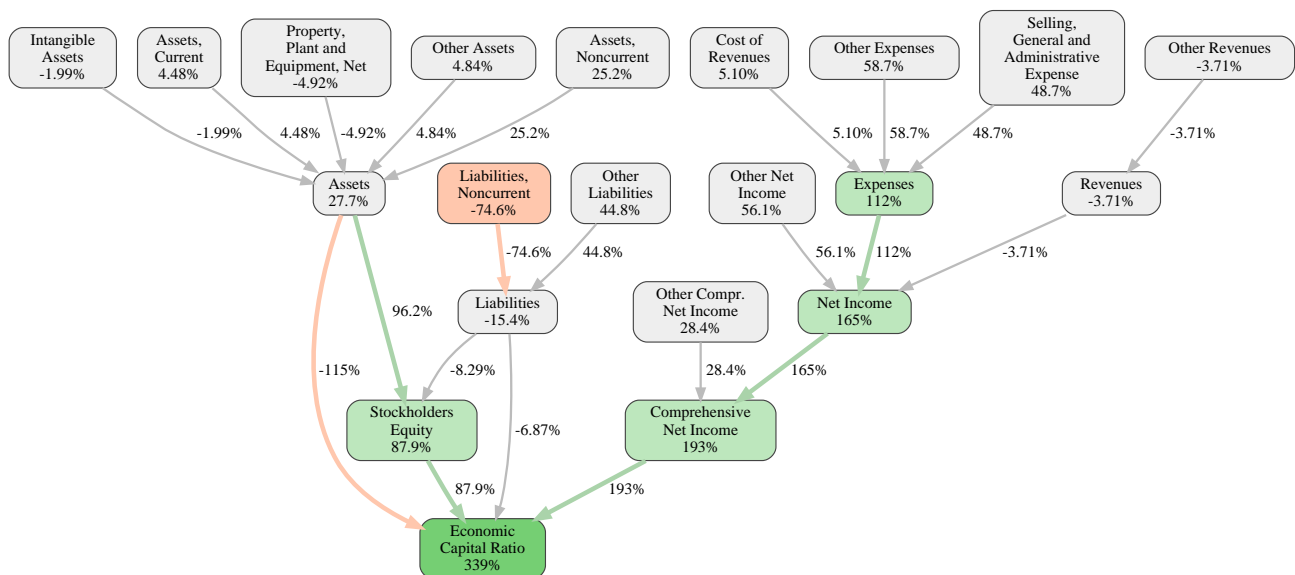 Intangible
Assets
-1.99%
Assets,
Current
4.48%
Property,
Plant and
Equipment, Net
-4.92%
Other Assets
4.84%
Assets,
Noncurrent
25.2%
Cost of
Revenues
5.10%
Other Expenses
58.7%
Selling,
General and
Administrative
Expense
48.7%
Other Revenues
-3.71%
-1.99%
4.48%
-4.92%
4.84%
25.2%
5.10%
58.7%
48.7%
-3.71%
Assets
27.7%
Liabilities,
Noncurrent
-74.6%
Other
Liabilities
44.8%
Other Net
Income
56.1%
Expenses
112%
Revenues
-3.71%
-74.6%
44.8%
56.1%
112%
-3.71%
96.2%
Liabilities
-15.4%
Other Compr.
Net Income
28.4%
Net Income
165%
-115%
-8.29%
28.4%
165%
Stockholders
Equity
87.9%
-6.87%
Comprehensive
Net Income
193%
87.9%
193%
Economic
Capital Ratio
339%